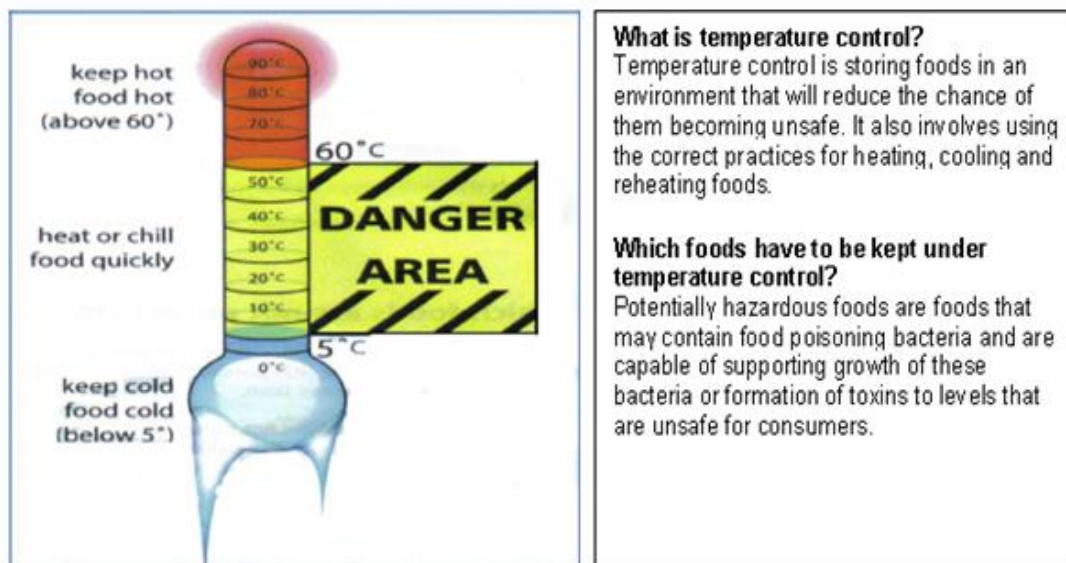 90°c
keep hot
food hot
(above 60°)
80°c
70°c
60°c
50°c
DANGER
AREA
40°c
heat or chill
food quickly
30°c
20°c
10°c
5°c
0°c
keep cold
food cold
(below 5°)
What is temperature control?
Temperature control is storing foods in an
environment that will reduce the chance of
them becoming unsafe. It also involves using
the correct practices for heating, cooling and
reheating foods.
Which foods have to be kept under
temperature control?
Potentially hazardous foods are foods that
may contain food poisoning bacteria and are
capable of supporting growth of these
bacteria or formation of toxins to levels that
are unsafe for consumers.